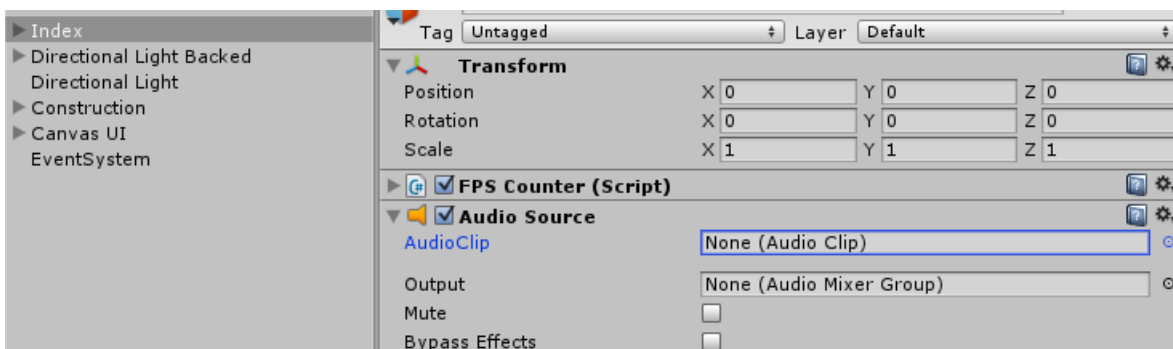 Index
Directional Light Backed
Directional Light
Construction
Canvas UI
EventSystem
Tag Untagged Layer Default
Transform
Position X 0 Y 0 Z 0
Rotation X 0 Y 0 Z 0
Scale X 1 Y 1 Z 1
FPS Counter (Script)
Audio Source
AudioClip None (Audio Clip)
Output None (Audio Mixer Group)
Mute
Bypass Effects